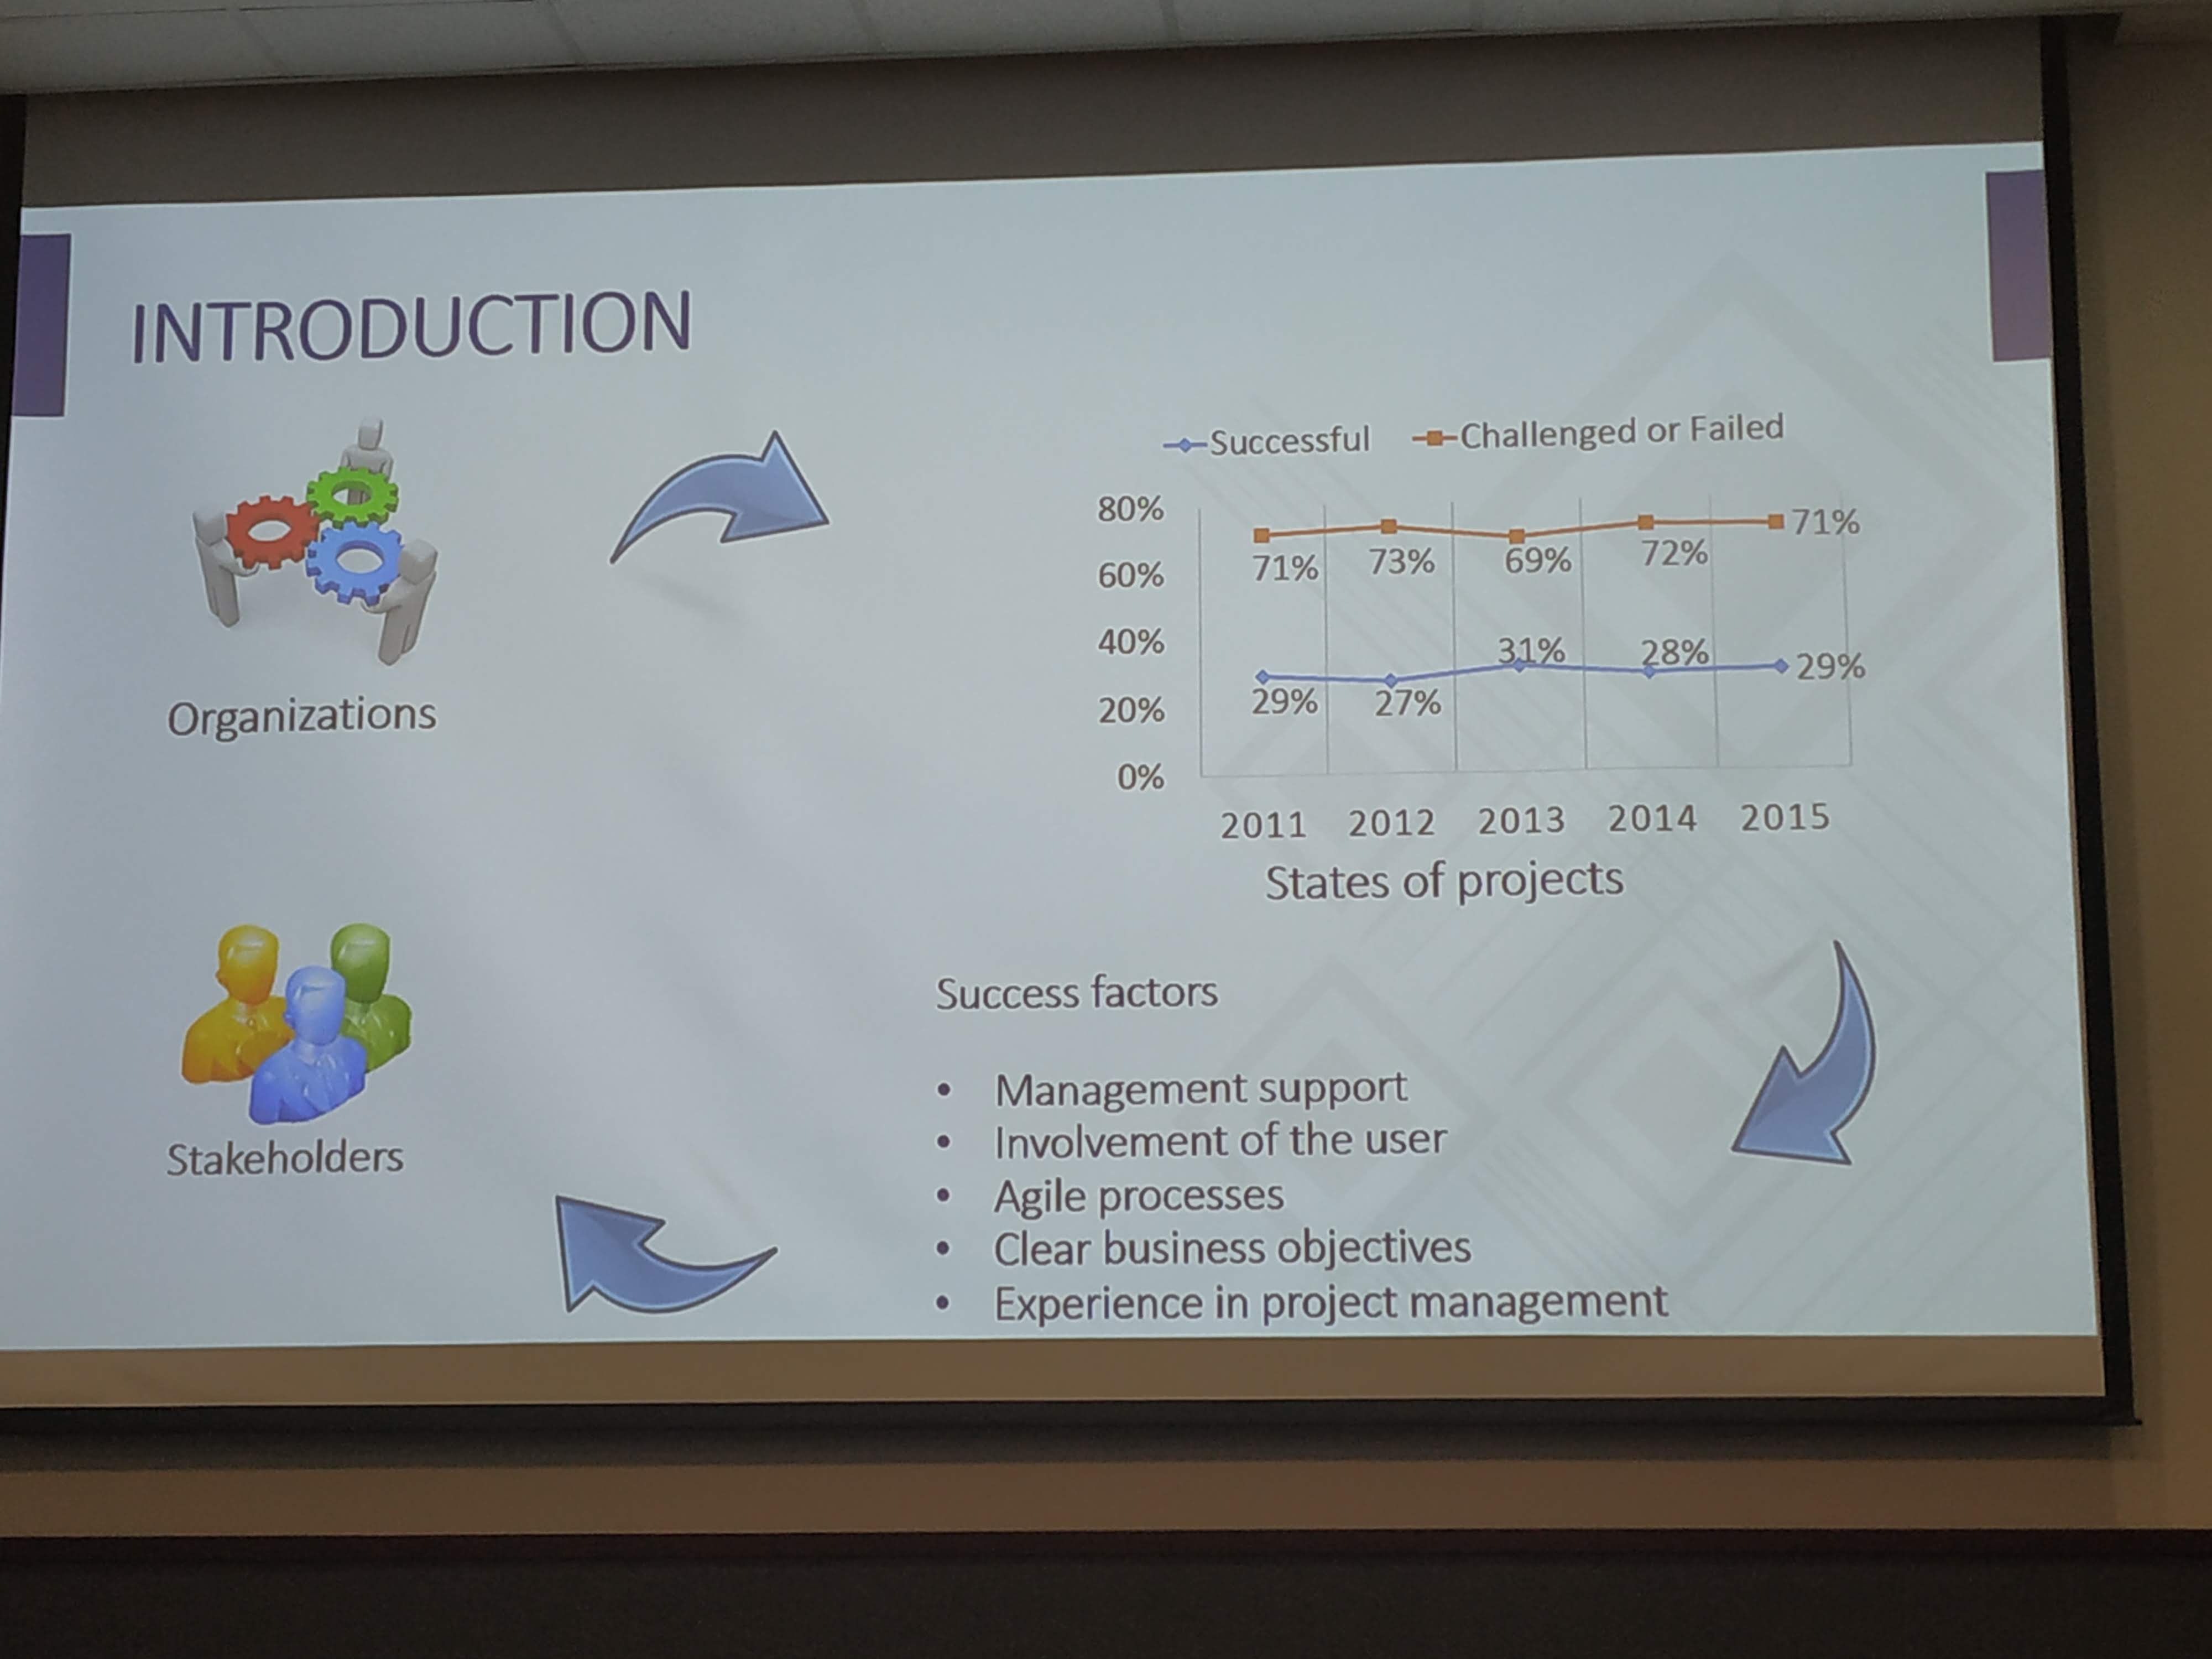 INTRODUCTION
Organizations
Successful Challenged or Failed
80%
60%
40%
20%
0%
71% 73% 69% 72% 71%
29% 27% 31% 28% 29%
2011 2012 2013 2014 2015
States of projects
Success factors
• Management support
• Involvement of the user
• Agile processes
• Clear business objectives
• Experience in project management
Stakeholders